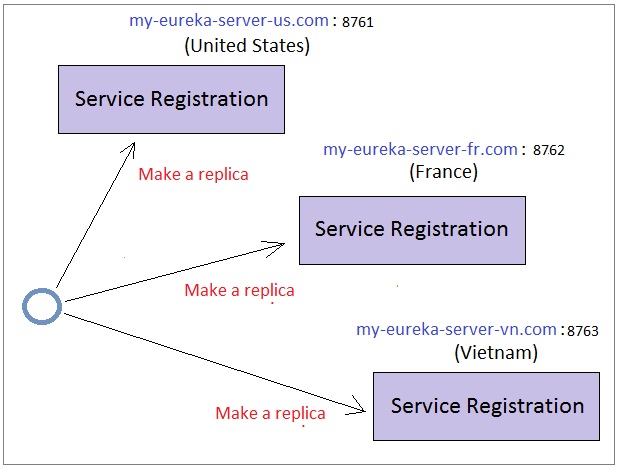 my-eureka-server-us.com : 8761
(United States)
Service Registration
Make a replica
my-eureka-server-fr.com : 8762
(France)
Service Registration
Make a replica
my-eureka-server-vn.com :8763
(Vietnam)
Service Registration
Make a replica